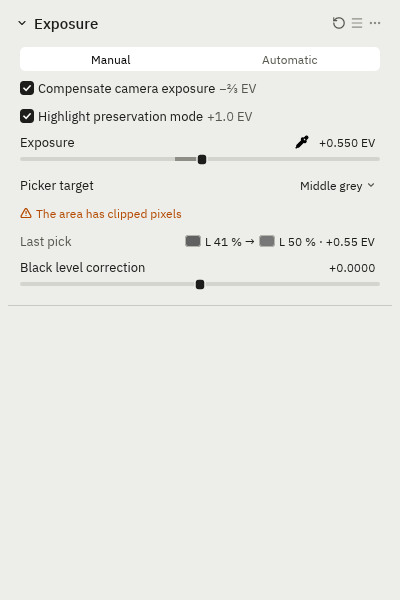 Exposure
Manual Automatic
Compensate camera exposure −⅔ EV
Highlight preservation mode +1.0 EV
Exposure +0.550 EV
Picker target Middle grey
The area has clipped pixels
Last pick L 41 % → L 50 % · +0.55 EV
Black level correction +0.0000